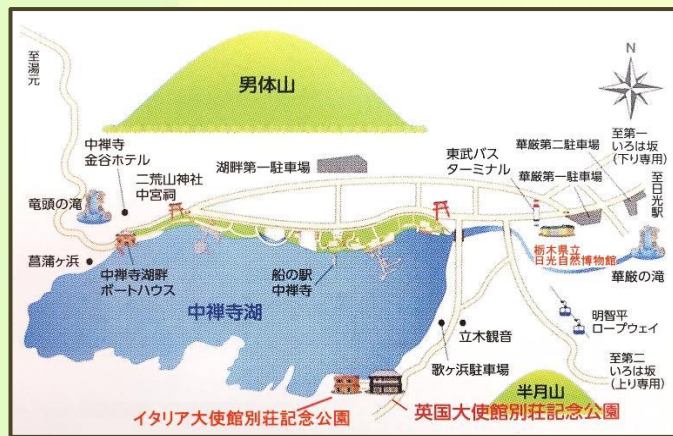 至湯元
男体山
N
中禅寺
金谷ホテル
二荒山神社
中宮祠
湖畔第一駐車場
東武バス
ターミナル
華厳第二駐車場
華厳第一駐車場
至第一
いろは坂
(下り専用)
至日光駅
竜頭の滝
菖蒲ヶ浜
中禅寺湖畔
ボートハウス
船の駅
中禅寺
栃木県立
日光自然博物館
華厳の滝
中禅寺湖
立木観音
歌ヶ浜駐車場
明智平
ロープウェイ
至第二
いろは坂
(上り専用)
半月山
イタリア大使館別荘記念公園
英国大使館別荘記念公園